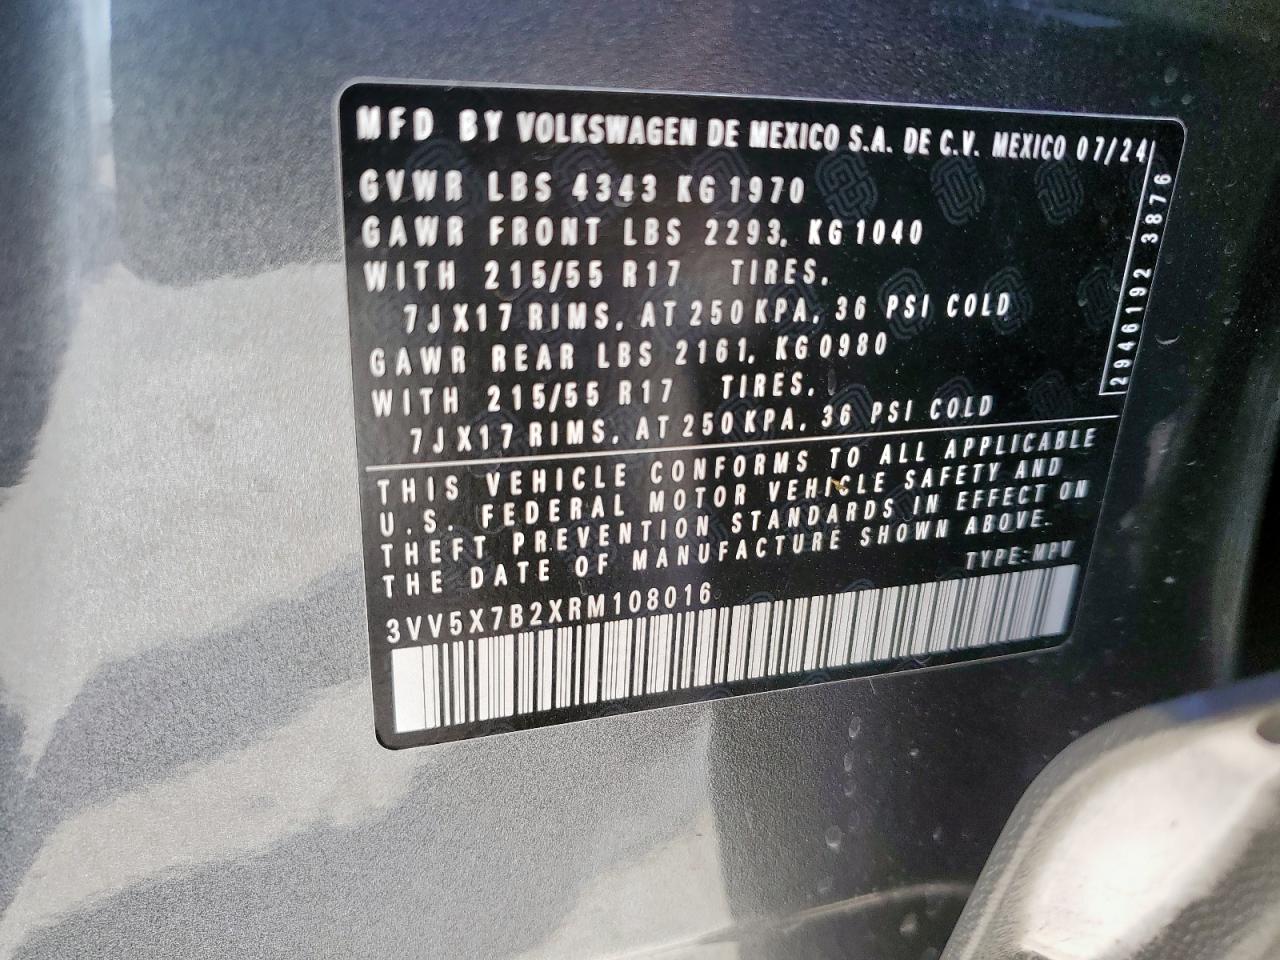 MFD BY VOLKSWAGEN DE MEXICO S.A. DE C.V. MEXICO 07/24
GVWR LBS 4343 KG 1970
GAWR FRONT LBS 2293. KG 1040
WITH 215/55 R17 TIRES.
7J X17 RIMS. AT 250 KPA. 36 PSI COLD
GAWR REAR LBS 2161. KG 0980
WITH 215/55 R17 TIRES.
7J X17 RIMS. AT 250 KPA. 36 PSI COLD
2946192 3876
THIS VEHICLE CONFORMS TO ALL APPLICABLE
U.S. FEDERAL MOTOR VEHICLE SAFETY AND
THEFT PREVENTION STANDARDS IN EFFECT ON
THE DATE OF MANUFACTURE SHOWN ABOVE.
TYPE: MPV
3VV5X7B2XRM108016